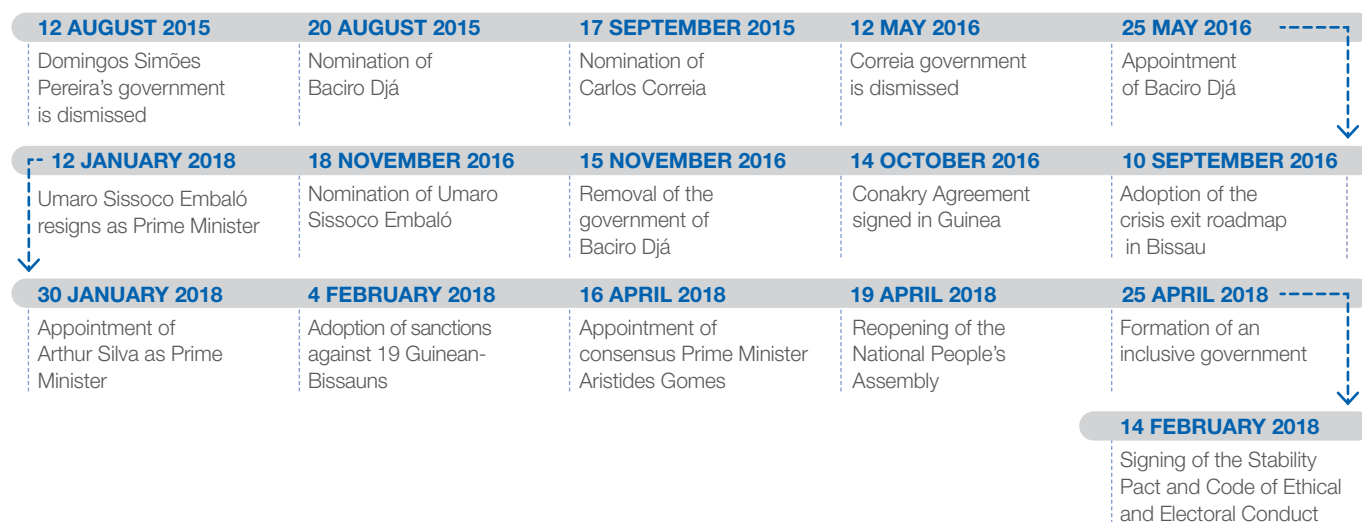 12 AUGUST 2015
Domingos Simões
Pereira’s government
is dismissed
20 AUGUST 2015
Nomination of
Baciro Djá
17 SEPTEMBER 2015
Nomination of
Carlos Correia
12 MAY 2016
Correia government
is dismissed
25 MAY 2016
Appointment
of Baciro Djá
10 SEPTEMBER 2016
Adoption of the
crisis exit roadmap
in Bissau
14 OCTOBER 2016
Conakry Agreement
signed in Guinea
15 NOVEMBER 2016
Removal of the
government of
Baciro Djá
18 NOVEMBER 2016
Nomination of Umaro
Sissoco Embaló
12 JANUARY 2018
Umaro Sissoco Embaló
resigns as Prime Minister
30 JANUARY 2018
Appointment of
Arthur Silva as Prime
Minister
4 FEBRUARY 2018
Adoption of sanctions
against 19 Guinean-
Bissauns
16 APRIL 2018
Appointment of
consensus Prime Minister
Aristides Gomes
19 APRIL 2018
Reopening of the
National People’s
Assembly
25 APRIL 2018
Formation of an
inclusive government
14 FEBRUARY 2018
Signing of the Stability
Pact and Code of Ethical
and Electoral Conduct